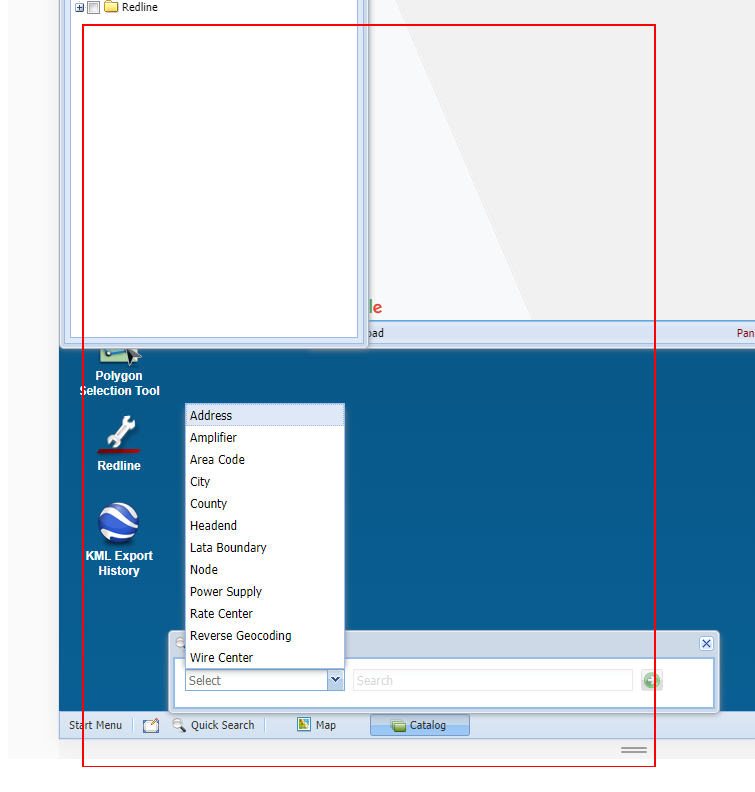 Redline
le
oad
Pan
Polygon
Selection Tool
Redline
KML Export
History
Address
Amplifier
Area Code
City
County
Headend
Lata Boundary
Node
Power Supply
Rate Center
Reverse Geocoding
Wire Center
Select
Search
Start Menu
Quick Search
Map
Catalog